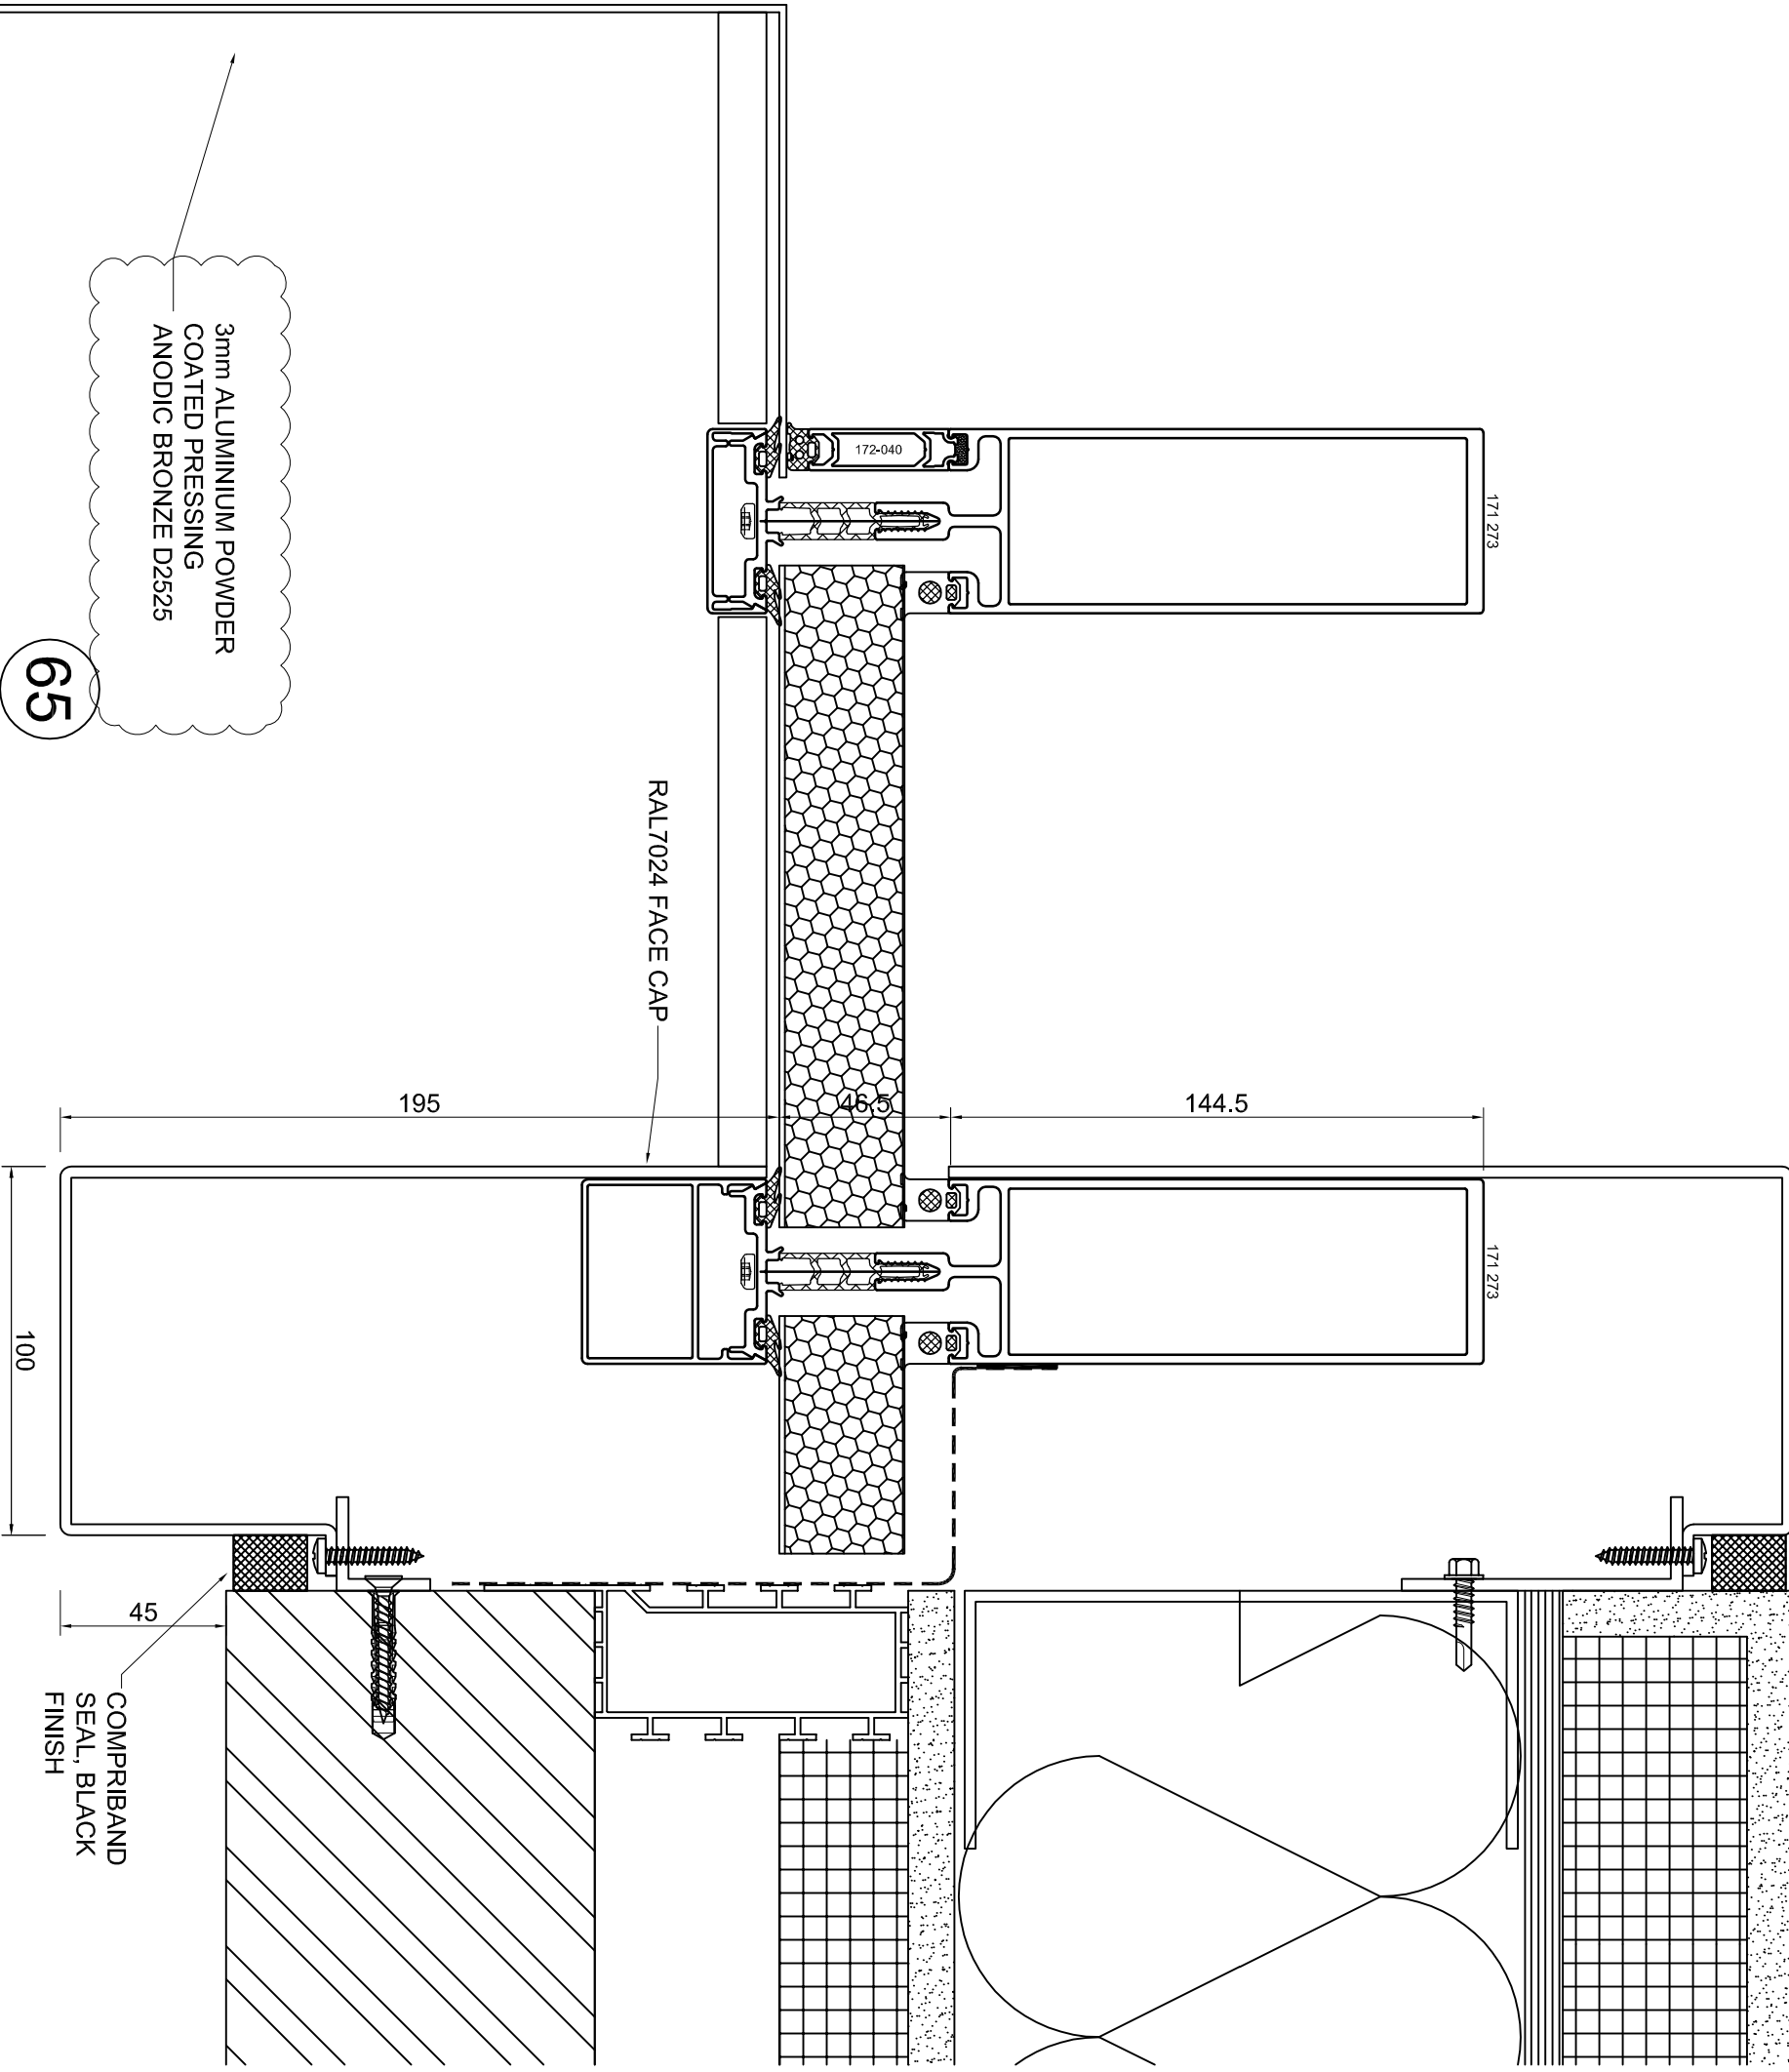 172-040
171 273
3mm ALUMINIUM POWDER
COATED PRESSING
ANODIC BRONZE D2525
65
RAL7024 FACE CAP
195
46.5
144.5
171 273
100
45
COMPRIBAND
SEAL, BLACK
FINISH